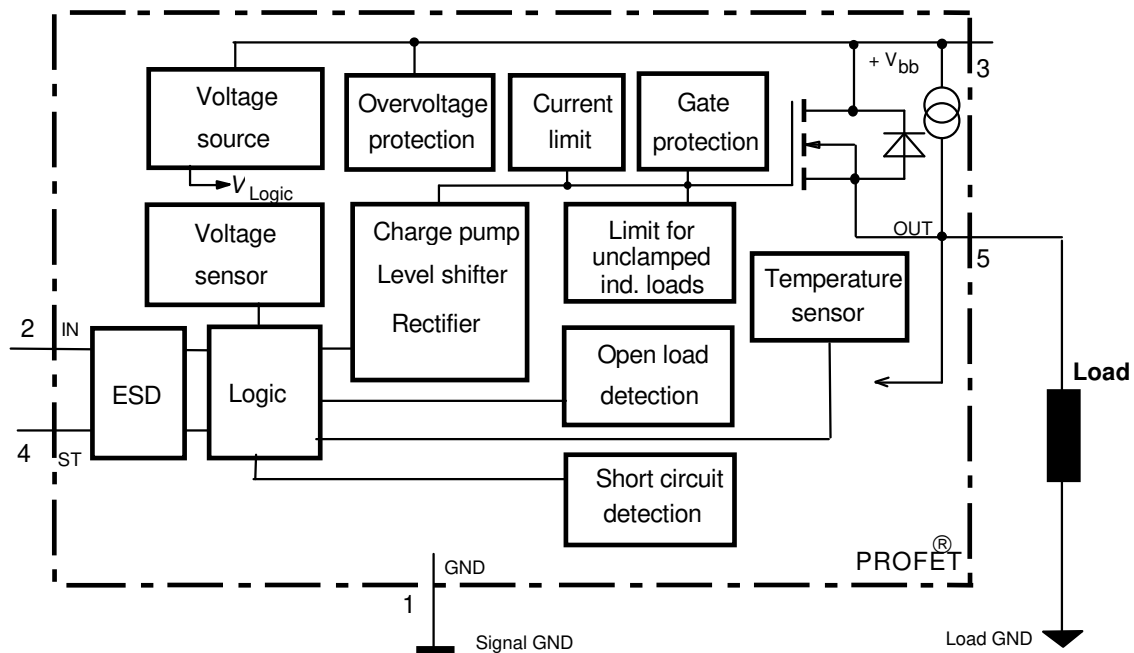 + Vbb
3
Voltage
source
Overvoltage
protection
Current
limit
Gate
protection
VLogic
Voltage
sensor
Charge pump
Level shifter
Rectifier
Limit for
unclamped
ind. loads
OUT
5
Temperature
sensor
2
IN
ESD
Logic
Open load
detection
Load
4
ST
Short circuit
detection
PROFET®
GND
1
Signal GND
Load GND